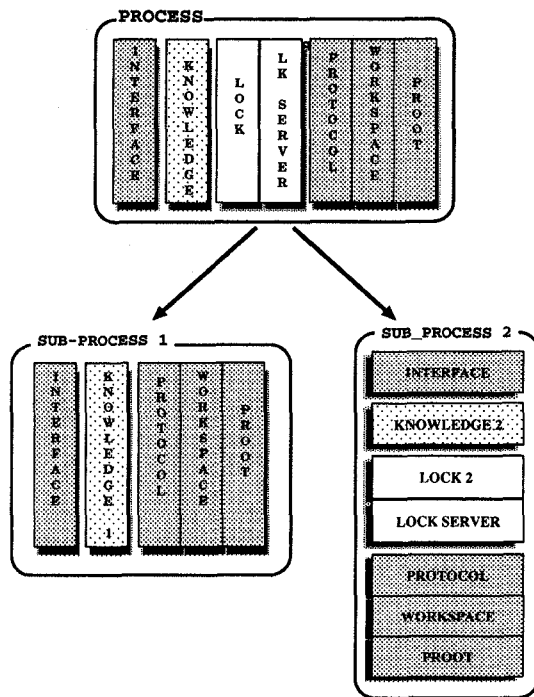 PROCESS
INTERFACE
KNOWLEDGE
LOCK
LK SERVER
PROTOCOL
WORKSPACE
PROOT
SUB-PROCESS 1
INTERFACE
KNOWLEDGE 1
PROTOCOL
WORKSPACE
PROOT
SUB_PROCESS 2
INTERFACE
KNOWLEDGE 2
LOCK 2
LOCK SERVER
PROTOCOL
WORKSPACE
PROOT